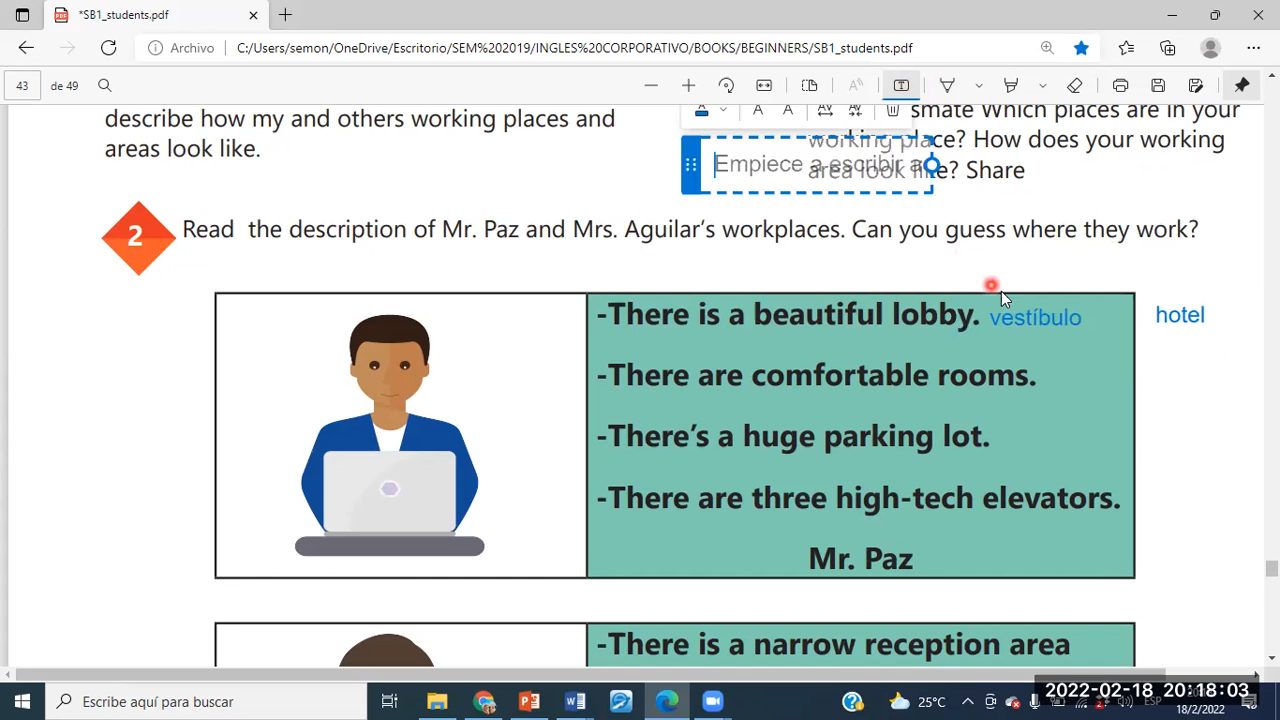 *SB1_students.pdf
Archivo
C:/Users/semon/OneDrive/Escritorio/SEM%202019/INGLES%20CORPORATIVO/BOOKS/BEGINNERS/SB1_students.pdf
43 de 49
describe how my and others working places and
areas look like.
smate Which places are in your
working place? How does your working
area look like? Share
Empiece a escribir a
2
Read the description of Mr. Paz and Mrs. Aguilar's workplaces. Can you guess where they work?
-There is a beautiful lobby. vestíbulo
hotel
-There are comfortable rooms.
-There's a huge parking lot.
-There are three high-tech elevators.
Mr. Paz
-There is a narrow reception area
Escribe aquí para buscar
25°C
ESP
2022-02-18 20:18:03
18/2/2022